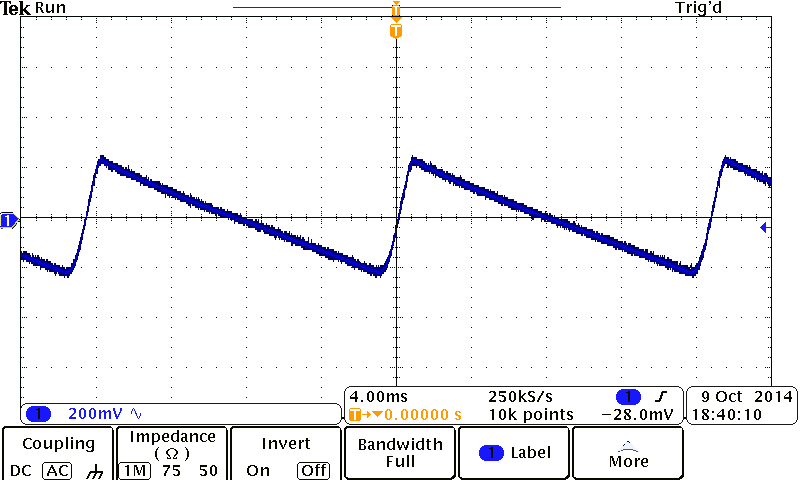 Tek Run Trig'd
T
T
1
4.00ms 250kS/s 1
1 200mV T→▼0.00000 s 10k points −28.0mV
9 Oct 2014
18:40:10
Coupling
DC AC
Impedance
(Ω)
1M 75 50
Invert
On Off
Bandwidth
Full
1 Label
More